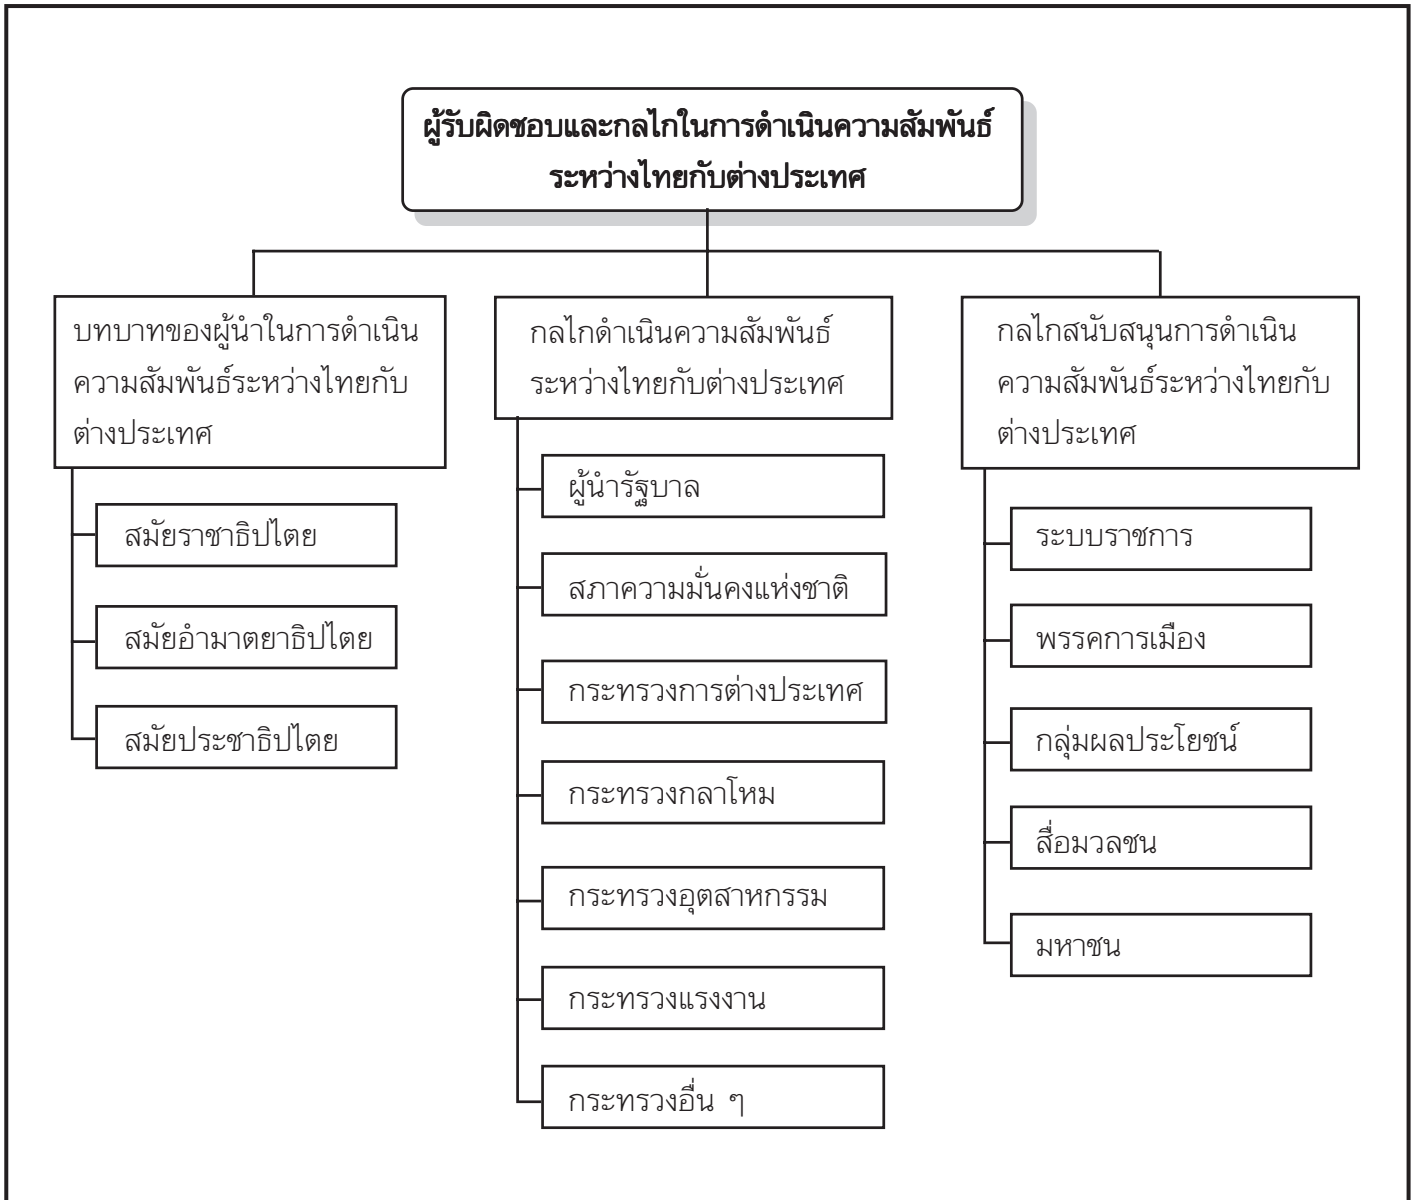 ผู้รับผิดชอบและกลไกในการดำเนินความสัมพันธ์
ระหว่างไทยกับต่างประเทศ
บทบาทของผู้นำในการดำเนิน
ความสัมพันธ์ระหว่างไทยกับ
ต่างประเทศ
สมัยราชาธิปไตย
สมัยอำมาตยาธิปไตย
สมัยประชาธิปไตย
กลไกดำเนินความสัมพันธ์
ระหว่างไทยกับต่างประเทศ
ผู้นำรัฐบาล
สภาความมั่นคงแห่งชาติ
กระทรวงการต่างประเทศ
กระทรวงกลาโหม
กระทรวงอุตสาหกรรม
กระทรวงแรงงาน
กระทรวงอื่น ๆ
กลไกสนับสนุนการดำเนิน
ความสัมพันธ์ระหว่างไทยกับ
ต่างประเทศ
ระบบราชการ
พรรคการเมือง
กลุ่มผลประโยชน์
สื่อมวลชน
มหาชน